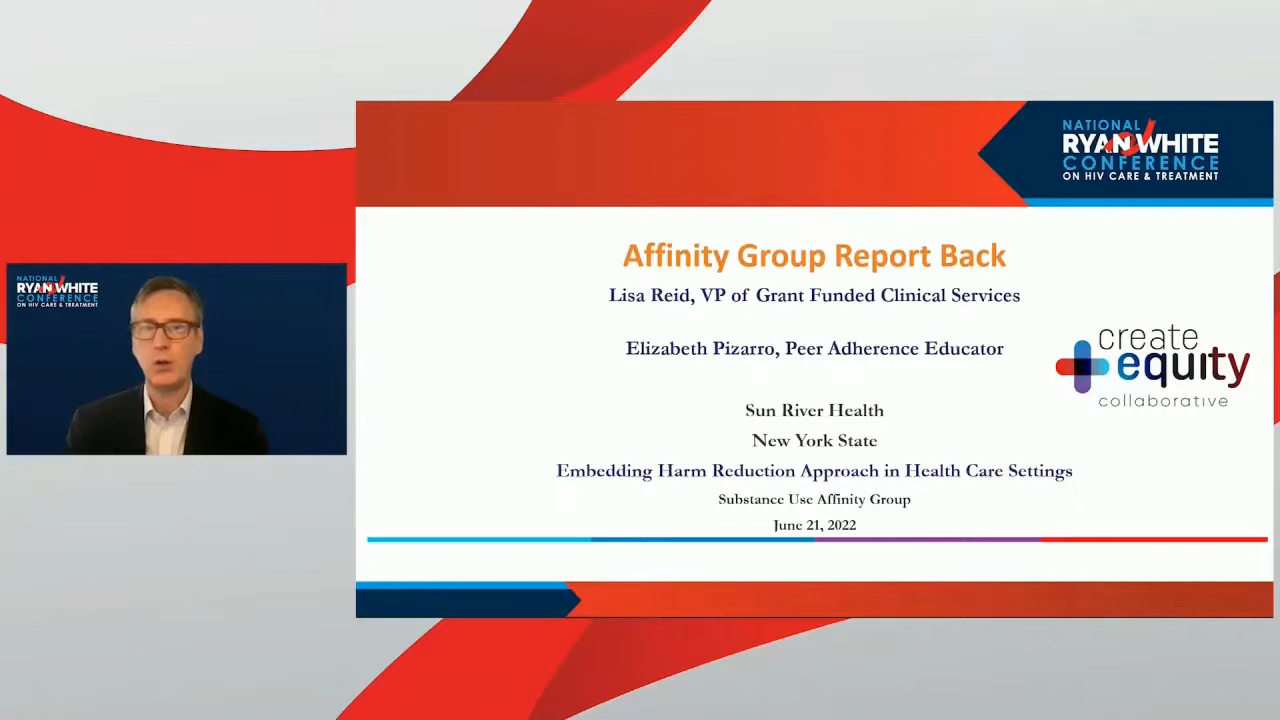 NATIONAL
RYAN WHITE
CONFERENCE
ON HIV CARE & TREATMENT
NATIONAL
RYAN WHITE
CONFERENCE
ON HIV CARE & TREATMENT
Affinity Group Report Back
Lisa Reid, VP of Grant Funded Clinical Services
Elizabeth Pizarro, Peer Adherence Educator
create
equity
collaborative
Sun River Health
New York State
Embedding Harm Reduction Approach in Health Care Settings
Substance Use Affinity Group
June 21, 2022